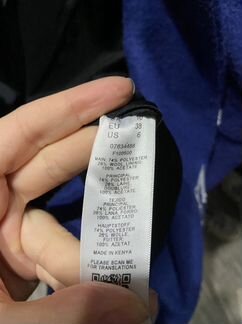 EU 38
US 6
07634466
F100500
MAIN: 74% POLYESTER
26% WOOL. LINING:
100% ACETATE
PRINCIPAL:
74% POLYESTER
26% LAINE.
DOUBLURE:
100% ACETATE
TEJIDO
PRINCIPAL:
74% POLIESTER
26% LANA. FORRO:
100% ACETATO
HAUPTSTOFF:
74% POLYESTER
26% WOLLE.
FUTTER:
100% ACETAT
MADE IN KENYA
PLEASE SCAN ME
FOR TRANSLATIONS